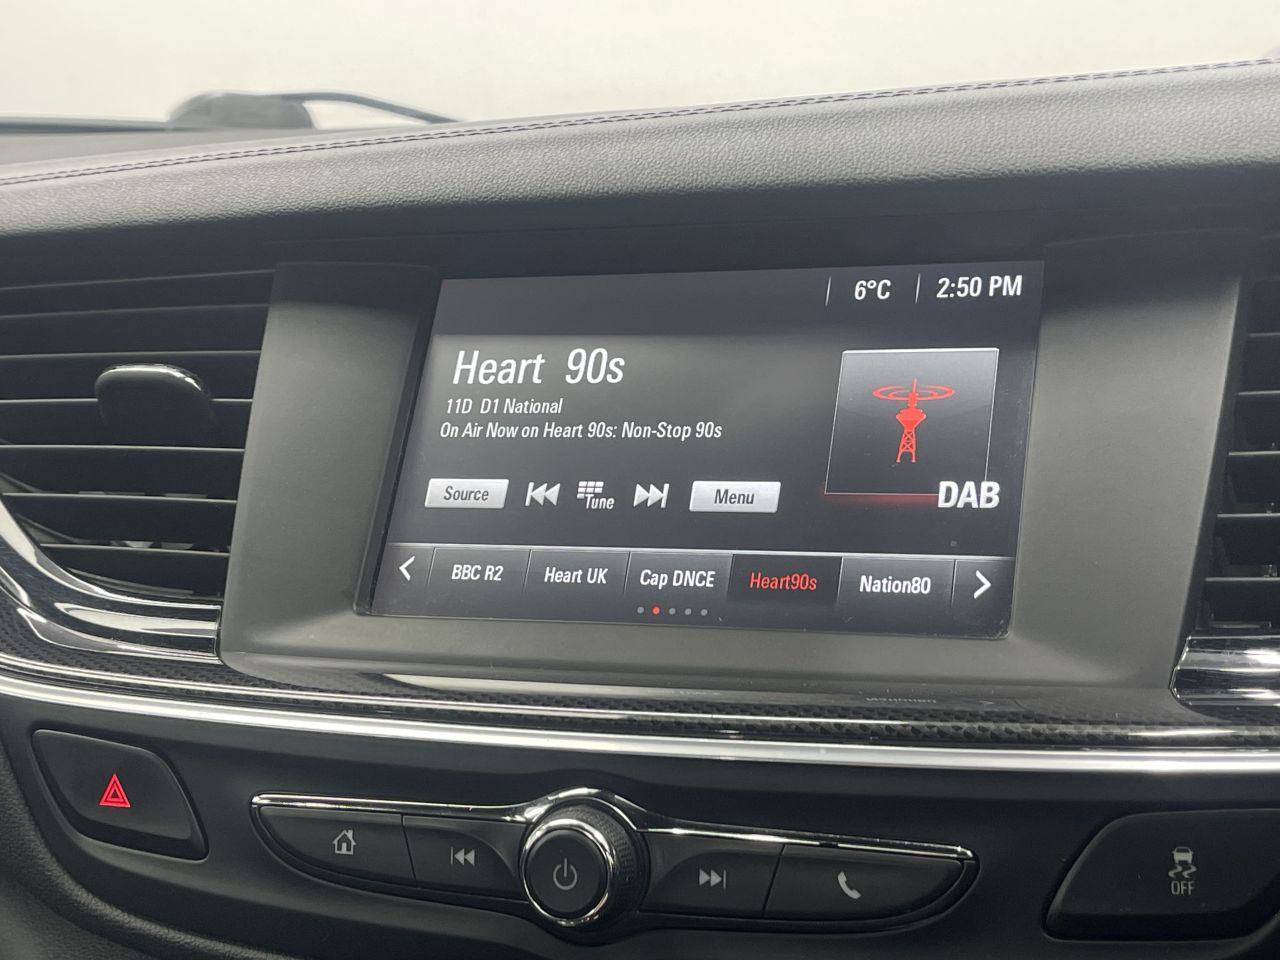 6°C 2:50 PM
Heart 90s
11D D1 National
On Air Now on Heart 90s: Non-Stop 90s
Source Tune Menu
DAB
BBC R2 Heart UK Cap DNCE Heart90s Nation80
OFF